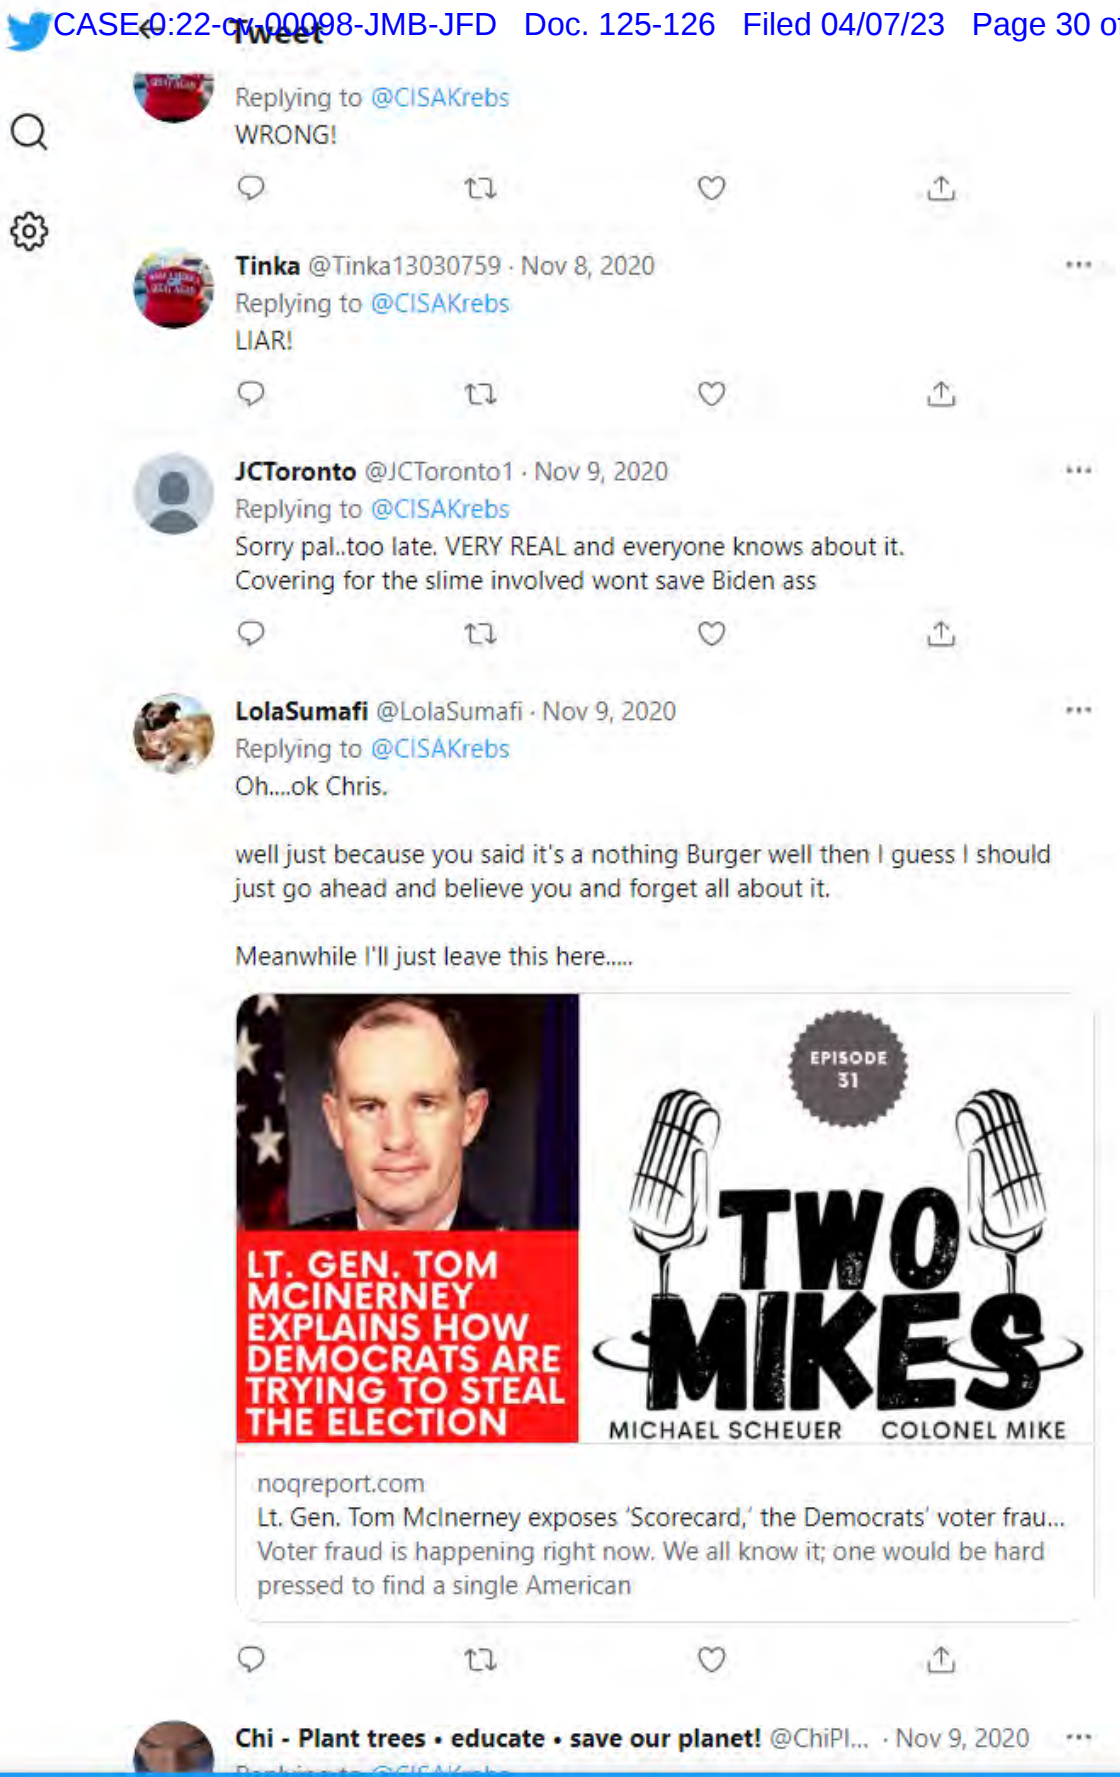 CASE 0:22-cv-00098-JMB-JFD Doc. 125-126 Filed 04/07/23 Page 30 o
Tweet
Replying to @CISAKrebs
WRONG!
Tinka @Tinka13030759 · Nov 8, 2020
Replying to @CISAKrebs
LIAR!
JCToronto @JCToronto1 · Nov 9, 2020
Replying to @CISAKrebs
Sorry pal..too late. VERY REAL and everyone knows about it.
Covering for the slime involved wont save Biden ass
LolaSumafi @LolaSumafi · Nov 9, 2020
Replying to @CISAKrebs
Oh....ok Chris.
well just because you said it's a nothing Burger well then I guess I should
just go ahead and believe you and forget all about it.
Meanwhile I'll just leave this here.....
LT. GEN. TOM
MCINERNEY
EXPLAINS HOW
DEMOCRATS ARE
TRYING TO STEAL
THE ELECTION
EPISODE
31
TWO
MIKES
MICHAEL SCHEUER COLONEL MIKE
noqreport.com
Lt. Gen. Tom McInerney exposes 'Scorecard,' the Democrats' voter frau...
Voter fraud is happening right now. We all know it; one would be hard
pressed to find a single American
Chi - Plant trees • educate • save our planet! @ChiPl... · Nov 9, 2020
Replying to @CISAKrebs